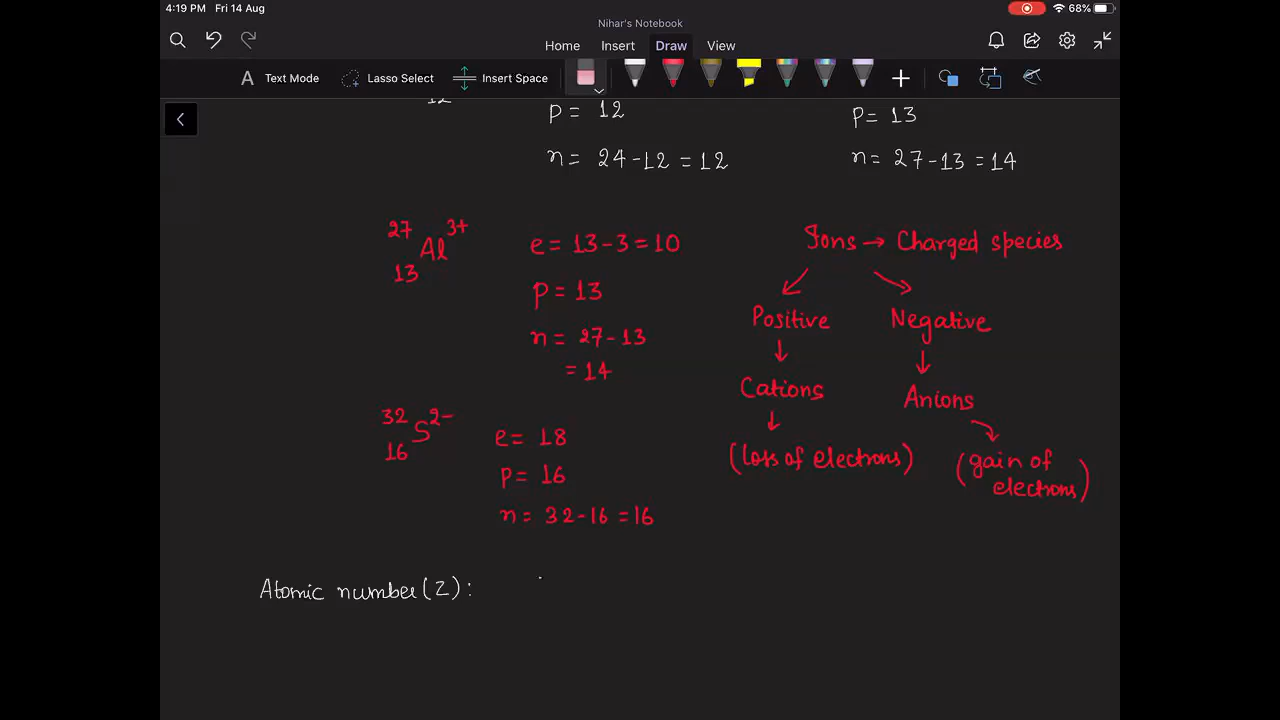 4:19 PM Fri 14 Aug
68%
Nihar's Notebook
Home Insert Draw View
Text Mode Lasso Select Insert Space
12
p = 12
n = 24-12 = 12
p = 13
n = 27-13 = 14
27 13 Al 3+
e = 13-3 = 10
p = 13
n = 27-13
= 14
32 16 S 2-
e = 18
p = 16
n = 32-16 = 16
Ions → Charged species
Positive
Negative
Cations
Anions
(loss of electrons)
(gain of
electrons)
Atomic number (Z):